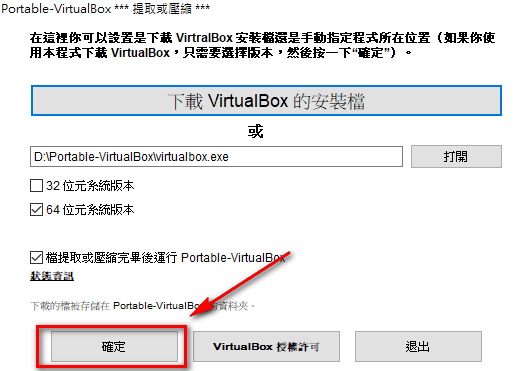 Portable-VirtualBox *** 提取或壓縮 ***
在這裡你可以設置是下載 VirtralBox 安裝檔還是手動指定程式所在位置（如果你使
用本程式下載 VirtualBox，只需要選擇版本，然後按一下“確定”）。
下載 VirtualBox 的安裝檔
或
D:\Portable-VirtualBox\virtualbox.exe
打開
32 位元系統版本
64 位元系統版本
檔提取或壓縮完畢後運行 Portable-VirtualBox
狀態資訊
下載的檔被存儲在 Portable-VirtualBox 的資料夾。
確定
VirtualBox 授權許可
退出